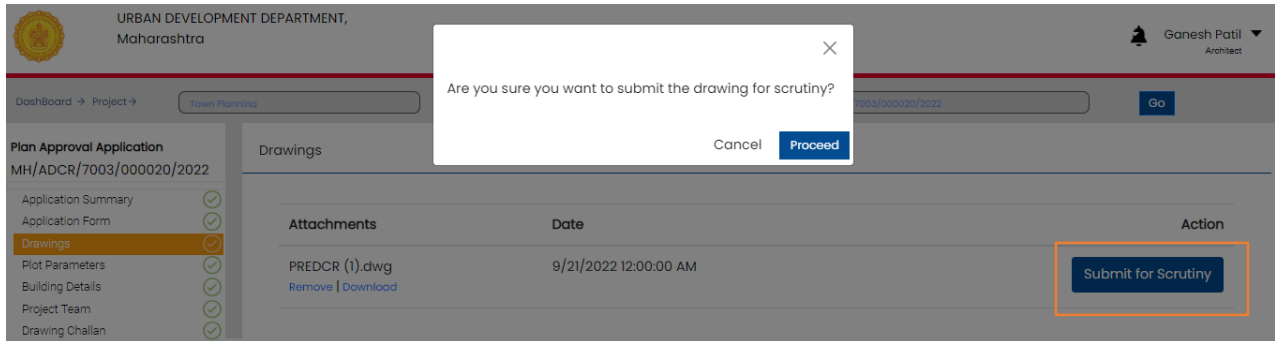 URBAN DEVELOPMENT DEPARTMENT,
Maharashtra
Ganesh Patil
Architect
Are you sure you want to submit the drawing for scrutiny?
Cancel Proceed
DashBoard → Project →
Town Planning
7003/000020/2022
Go
Plan Approval Application
MH/ADCR/7003/000020/2022
Application Summary
Application Form
Drawings
Plot Parameters
Building Details
Project Team
Drawing Challan
Drawings
Attachments Date Action
PREDCR (1).dwg 9/21/2022 12:00:00 AM Submit for Scrutiny
Remove | Download